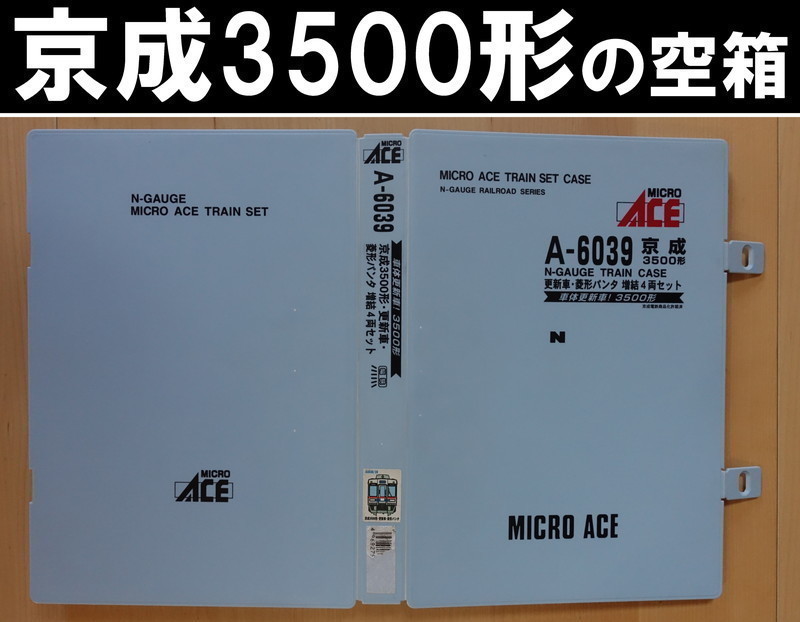 京成3500形の空箱
N-GAUGE
MICRO ACE TRAIN SET
MICRO
ACE
MICRO
ACE
A-6039
車体更新車！3500形
京成3500形・更新車・
菱形パンタ 増結4両セット
MICRO ACE TRAIN SET CASE
N-GAUGE RAILROAD SERIES
MICRO
ACE
A-6039 京成
3500形
N-GAUGE TRAIN CASE
更新車・菱形パンタ 増結4両セット
車体更新車！3500形
N
MICRO ACE